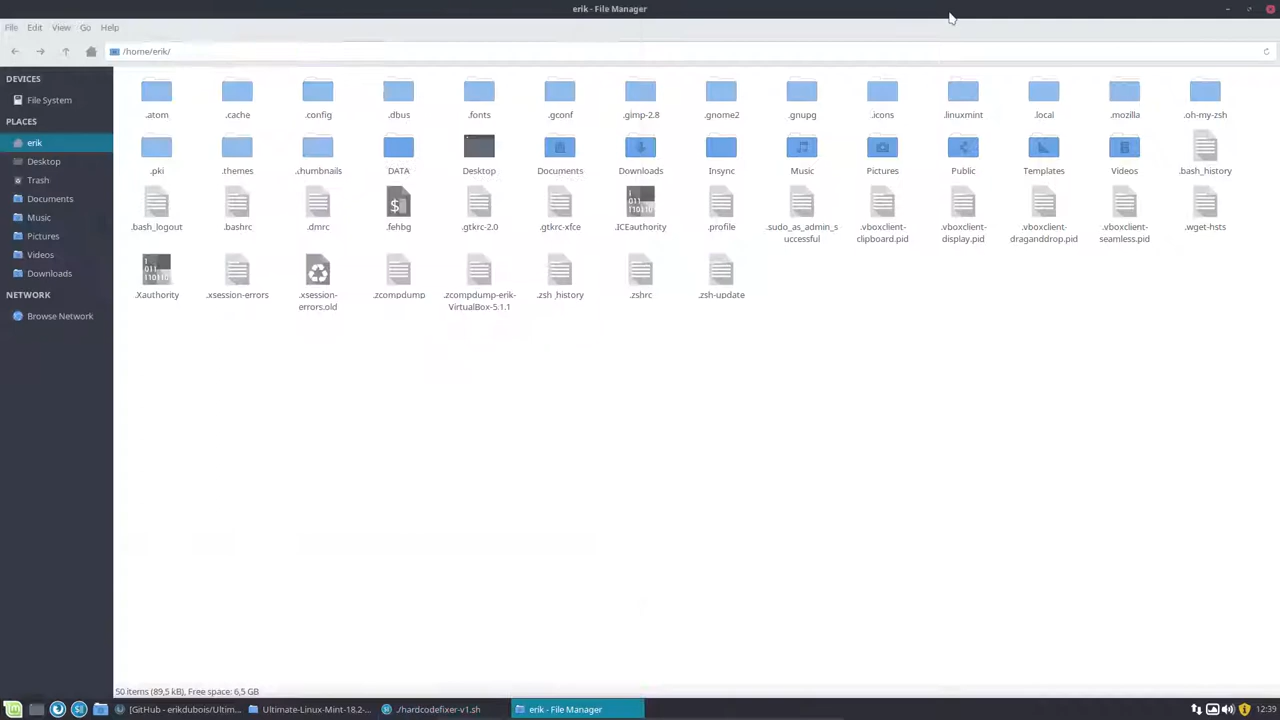 erik - File Manager
File Edit View Go Help
/home/erik/
DEVICES
File System
PLACES
erik
Desktop
Trash
Documents
Music
Pictures
Videos
Downloads
NETWORK
Browse Network
.atom .cache .config .dbus .fonts .gconf .gimp-2.8 .gnome2 .gnupg .icons .linuxmint .local .mozilla .oh-my-zsh
.pki .themes .thumbnails DATA Desktop Documents Downloads Insync Music Pictures Public Templates Videos .bash_history
.bash_logout .bashrc .dmrc .fehbg .gtkrc-2.0 .gtkrc-xfce .ICEauthority .profile .sudo_as_admin_s .vboxclient- .vboxclient- .vboxclient- .vboxclient- .wget-hsts
uccessful clipboard.pid display.pid draganddrop.pid seamless.pid
.Xauthority .xsession-errors .xsession- .zcompdump .zcompdump-erik- .zsh_history .zshrc .zsh-update
errors.old VirtualBox-5.1.1
50 items (89,5 kB), Free space: 6,5 GB
[GitHub - erikdubois/Ultim... Ultimate-Linux-Mint-18.2-... ./hardcodefixer-v1.sh erik - File Manager 12:39